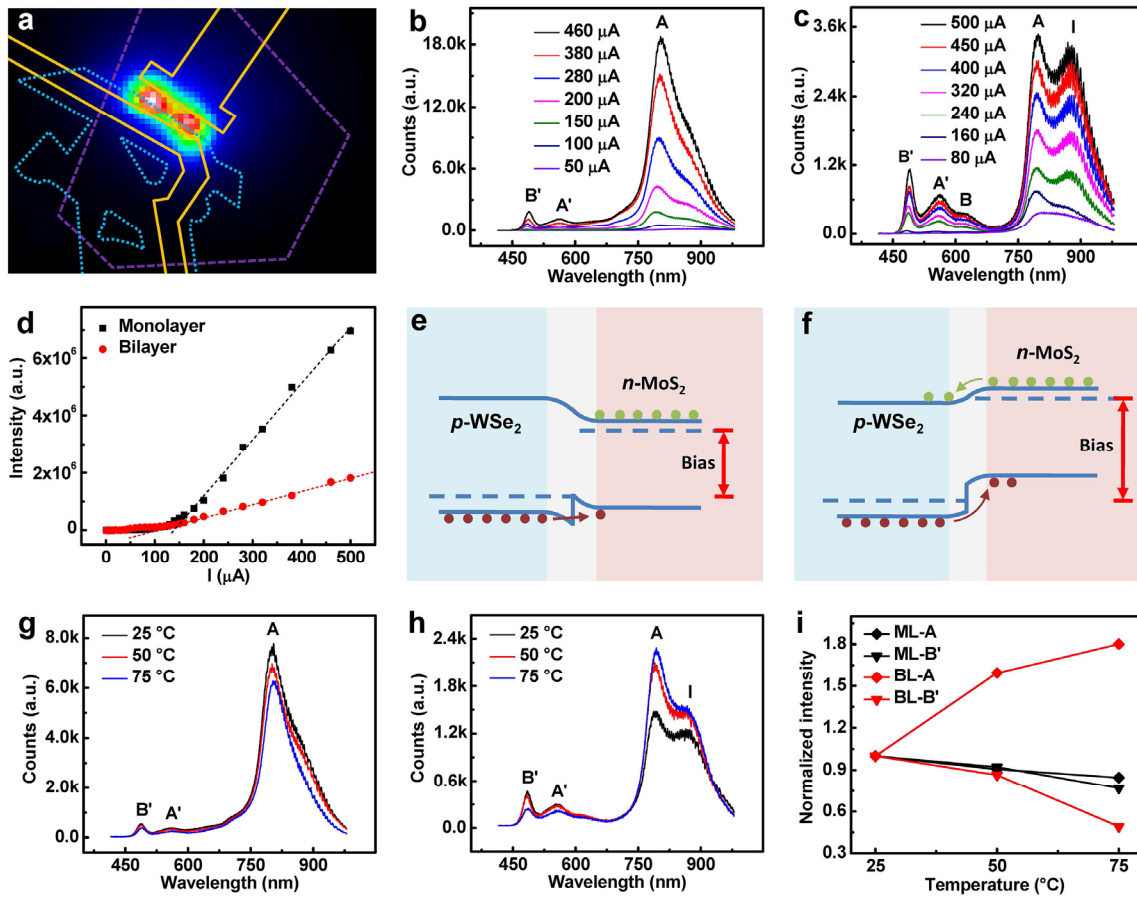 a
b
A
18.0k
12.0k
6.0k
0.0
Counts (a.u.)
460 μA
380 μA
280 μA
200 μA
150 μA
100 μA
50 μA
B'
A'
450
600
750
900
Wavelength (nm)
c
3.6k
2.4k
1.2k
0.0
Counts (a.u.)
500 μA
450 μA
400 μA
320 μA
240 μA
160 μA
80 μA
A
I
B'
A'
B
450
600
750
900
Wavelength (nm)
d
Monolayer
Bilayer
6x10⁶
4x10⁶
2x10⁶
0
Intensity (a.u.)
0
100
200
300
400
500
I (μA)
e
n-MoS₂
p-WSe₂
Bias
f
n-MoS₂
p-WSe₂
Bias
g
25 °C
50 °C
75 °C
A
8.0k
6.0k
4.0k
2.0k
0.0
Counts (a.u.)
B'
A'
450
600
750
900
Wavelength (nm)
h
25 °C
50 °C
75 °C
A
I
2.4k
1.8k
1.2k
0.6k
0.0
Counts (a.u.)
B'
A'
450
600
750
900
Wavelength (nm)
i
ML-A
ML-B'
BL-A
BL-B'
1.8
1.5
1.2
0.9
0.6
0.3
Normalized intensity
25
50
75
Temperature (°C)